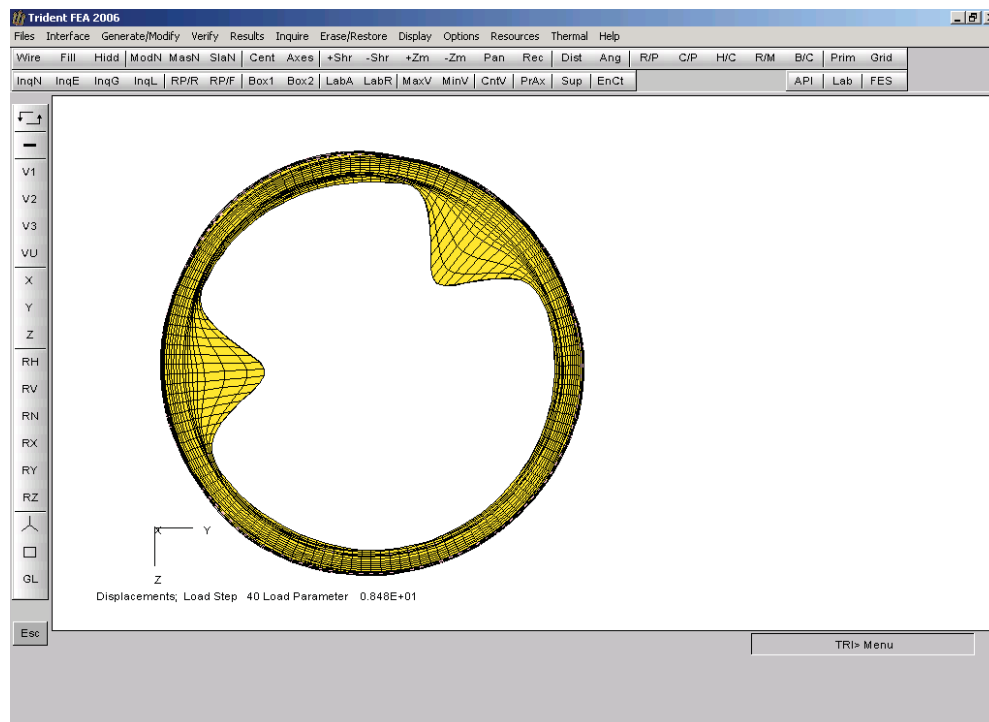 Trident FEA 2006
Files Interface Generate/Modify Verify Results Inquire Erase/Restore Display Options Resources Thermal Help
Wire Fill Hidd ModN MasN SlaN Cent Axes +Shr -Shr +Zm -Zm Pan Rec Dist Ang R/P C/P H/C R/M B/C Prim Grid
InqN InqE InqG InqL RP/R RP/F Box1 Box2 LabA LabR MaxV MinV CntV PrAx Sup EnCt API Lab FES
V1
V2
V3
VU
X
Y
Z
RH
RV
RN
RX
RY
RZ
GL
Esc
X Y
Z
Displacements; Load Step 40 Load Parameter 0.848E+01
TRI> Menu